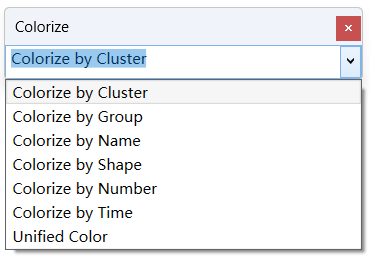 Colorize
Colorize by Cluster
Colorize by Cluster
Colorize by Group
Colorize by Name
Colorize by Shape
Colorize by Number
Colorize by Time
Unified Color